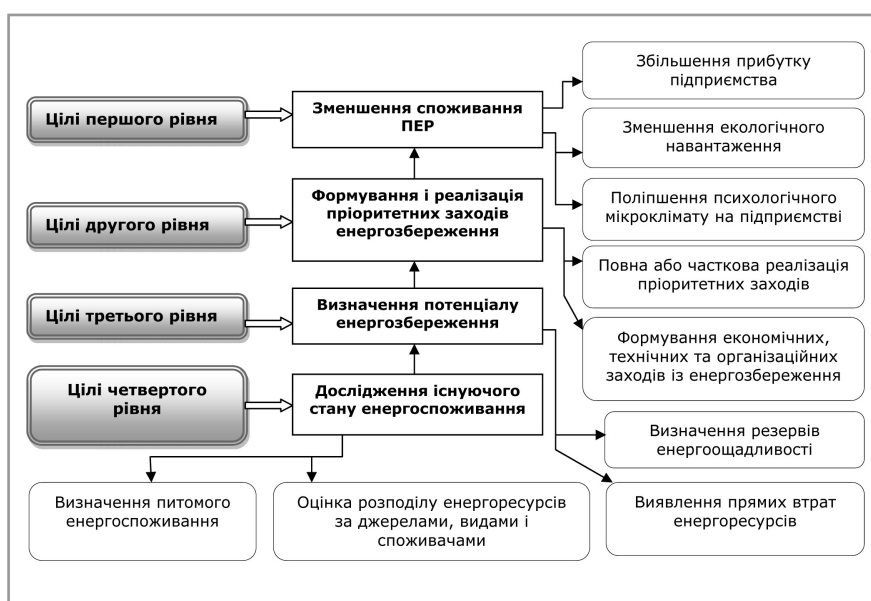 Цілі першого рівня
Зменшення споживання
ПЕР
Збільшення прибутку
підприємства
Зменшення екологічного
навантаження
Поліпшення психологічного
мікроклімату на підприємстві
Цілі другого рівня
Формування і реалізація
пріоритетних заходів
енергозбереження
Повна або часткова реалізація
пріоритетних заходів
Формування економічних,
технічних та організаційних
заходів із енергозбереження
Цілі третього рівня
Визначення потенціалу
енергозбереження
Визначення резервів
енергоощадливості
Виявлення прямих втрат
енергоресурсів
Цілі четвертого
рівня
Дослідження існуючого
стану енергоспоживання
Визначення питомого
енергоспоживання
Оцінка розподілу енергоресурсів
за джерелами, видами і
споживачами